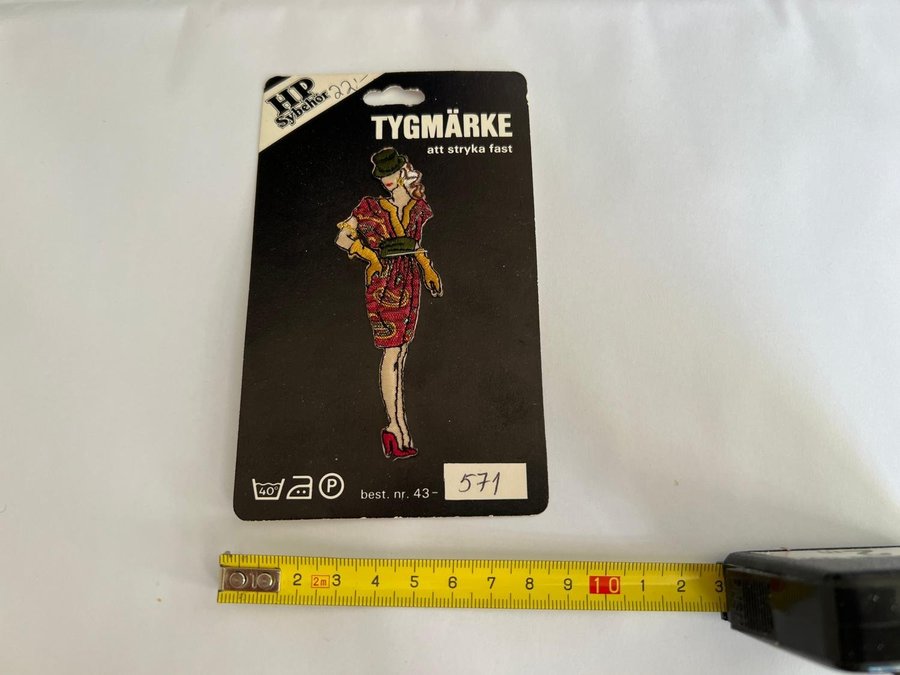 HP
Sybehör
22:-
TYGMÄRKE
att stryka fast
40°
P
best. nr. 43-
571
2 2m 3 4 5 6 7 8 9 10 1 2 3